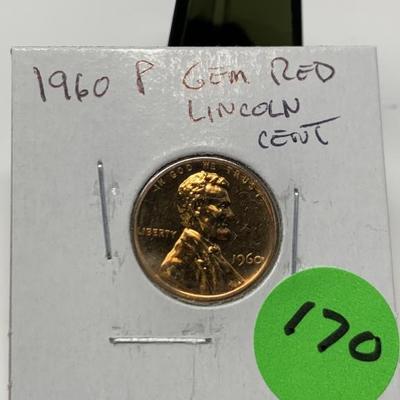 1960 P GEM RED
LINCOLN
CENT
IN GOD WE TRUST
LIBERTY
1960
170